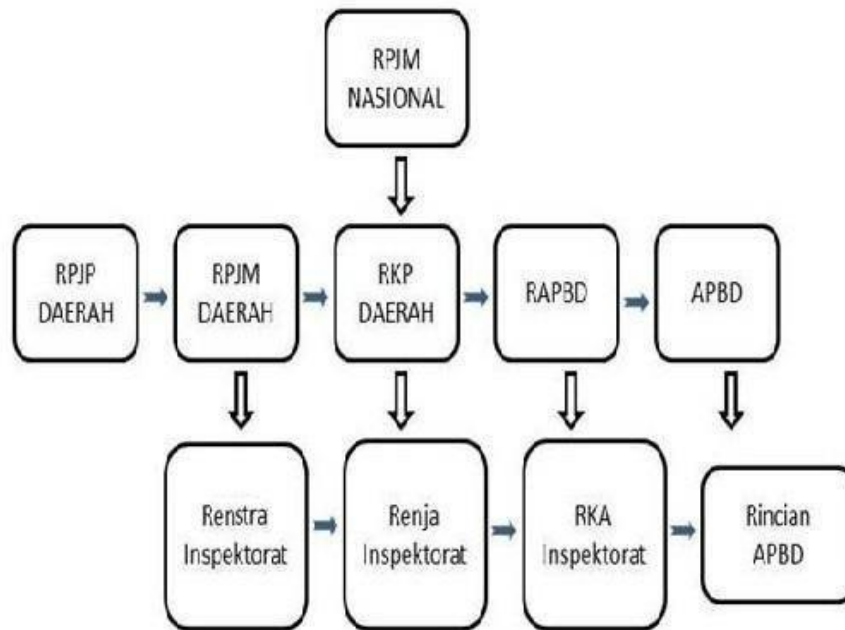 RPJM
NASIONAL
RPJP
DAERAH
RPJM
DAERAH
RKP
DAERAH
RAPBD
APBD
Renstra
Inspektorat
Renja
Inspektorat
RKA
Inspektorat
Rincian
APBD